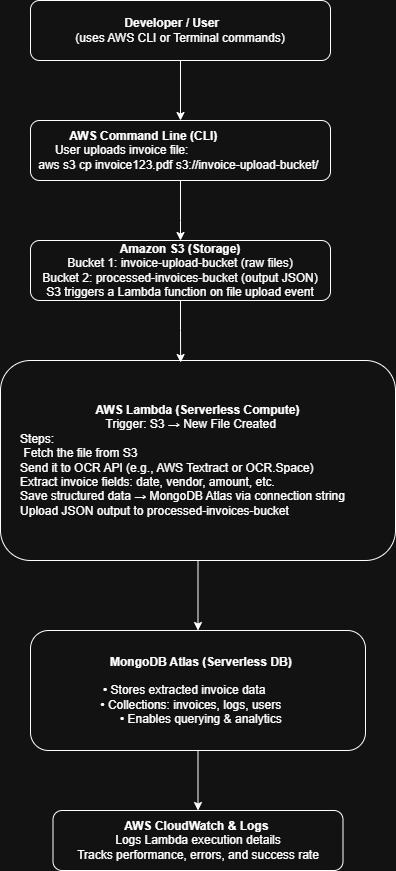 Developer / User
(uses AWS CLI or Terminal commands)
AWS Command Line (CLI)
User uploads invoice file:
aws s3 cp invoice123.pdf s3://invoice-upload-bucket/
Amazon S3 (Storage)
Bucket 1: invoice-upload-bucket (raw files)
Bucket 2: processed-invoices-bucket (output JSON)
S3 triggers a Lambda function on file upload event
AWS Lambda (Serverless Compute)
Trigger: S3 → New File Created
Steps:
Fetch the file from S3
Send it to OCR API (e.g., AWS Textract or OCR.Space)
Extract invoice fields: date, vendor, amount, etc.
Save structured data → MongoDB Atlas via connection string
Upload JSON output to processed-invoices-bucket
MongoDB Atlas (Serverless DB)
• Stores extracted invoice data
• Collections: invoices, logs, users
• Enables querying & analytics
AWS CloudWatch & Logs
Logs Lambda execution details
Tracks performance, errors, and success rate